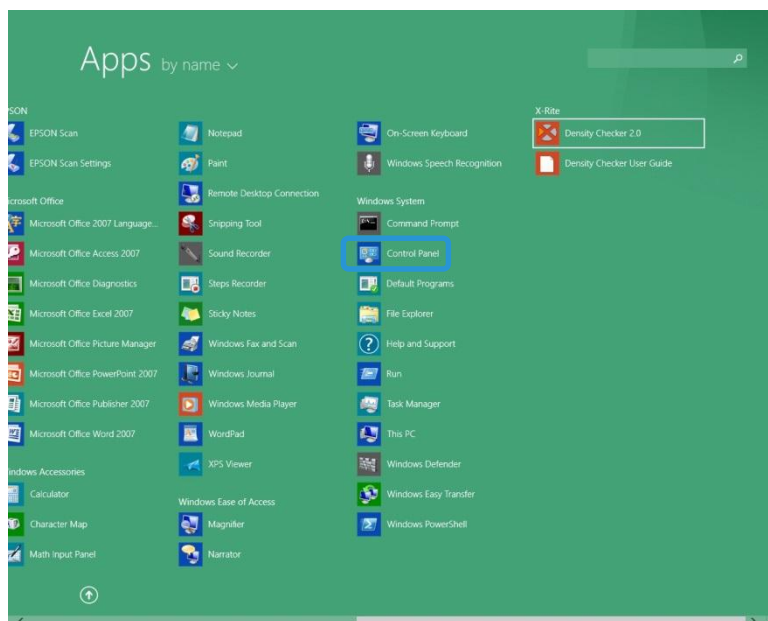 Apps by name
PSON
EPSON Scan
EPSON Scan Settings
icrosoft Office
Microsoft Office 2007 Language...
Microsoft Office Access 2007
Microsoft Office Diagnostics
Microsoft Office Excel 2007
Microsoft Office Picture Manager
Microsoft Office PowerPoint 2007
Microsoft Office Publisher 2007
Microsoft Office Word 2007
indows Accessories
Calculator
Character Map
Math Input Panel
Notepad
Paint
Remote Desktop Connection
Snipping Tool
Sound Recorder
Steps Recorder
Sticky Notes
Windows Fax and Scan
Windows Journal
Windows Media Player
WordPad
XPS Viewer
Windows Ease of Access
Magnifier
Narrator
On-Screen Keyboard
Windows Speech Recognition
Windows System
Command Prompt
Control Panel
Default Programs
File Explorer
Help and Support
Run
Task Manager
This PC
Windows Defender
Windows Easy Transfer
Windows PowerShell
X-Rite
Density Checker 2.0
Density Checker User Guide